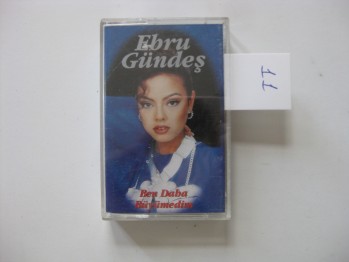 Ebru
Gündeş
11
Ben Daha
Büyümedim